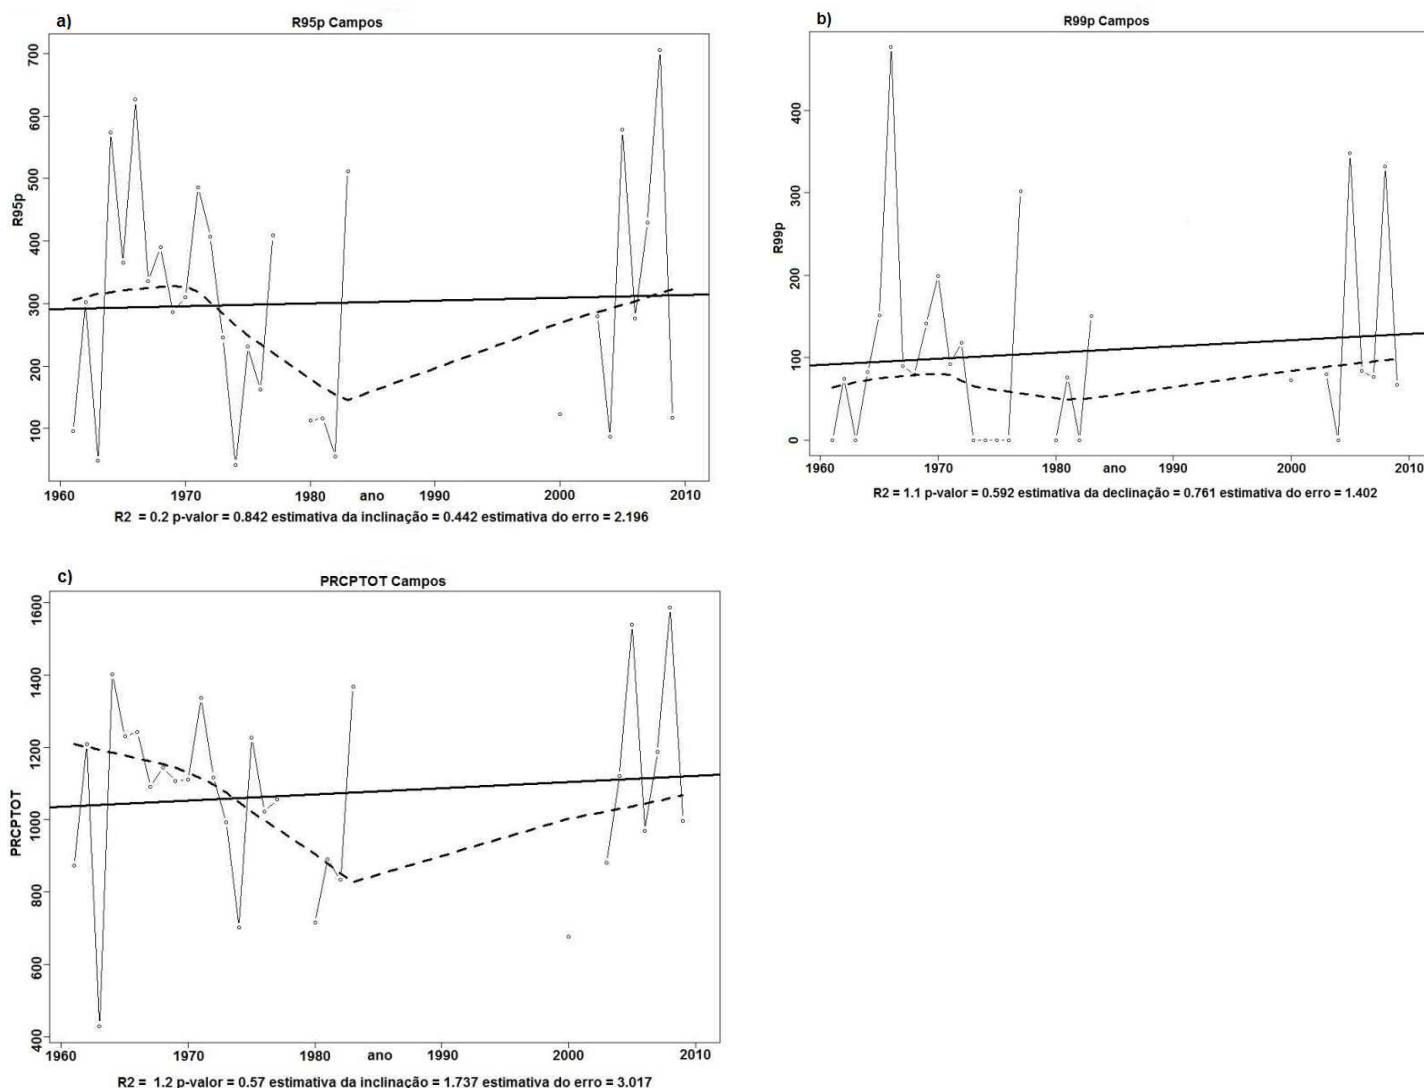 a)
R95p Campos
R95p
700
600
500
400
300
200
100
1960 1970 1980 ano 1990 2000 2010
R2 = 0.2 p-valor = 0.842 estimativa da inclinação = 0.442 estimativa do erro = 2.196
b)
R99p Campos
R99p
400
300
200
100
0
1960 1970 1980 1990 2000 2010
R2 = 1.1 p-valor = 0.592 estimativa da declinação = 0.761 estimativa do erro = 1.402
c)
PRCPTOT Campos
PRCPTOT
1600
1400
1200
1000
800
600
400
1960 1970 1980 ano 1990 2000 2010
R2 = 1.2 p-valor = 0.57 estimativa da inclinação = 1.737 estimativa do erro = 3.017